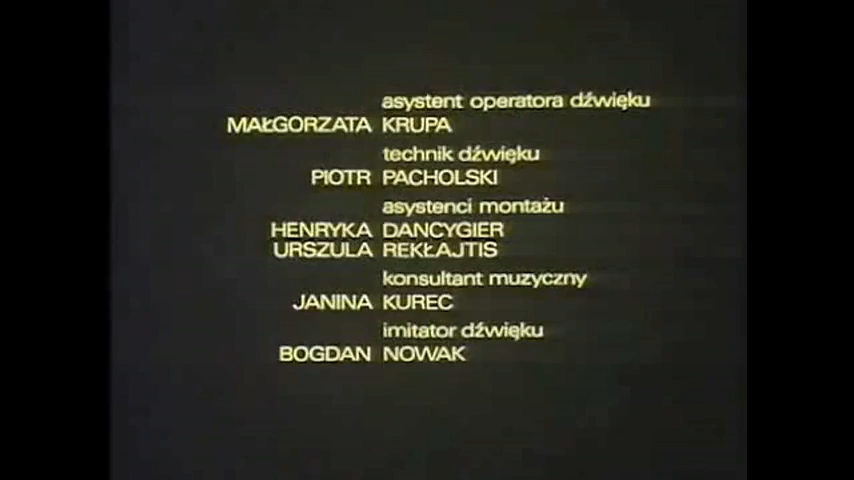 asystent operatora dźwięku
MAŁGORZATA KRUPA
technik dźwięku
PIOTR PACHOLSKI
asystenci montażu
HENRYKA DANCYGIER
URSZULA REKŁAJTIS
konsultant muzyczny
JANINA KUREC
imitator dźwięku
BOGDAN NOWAK